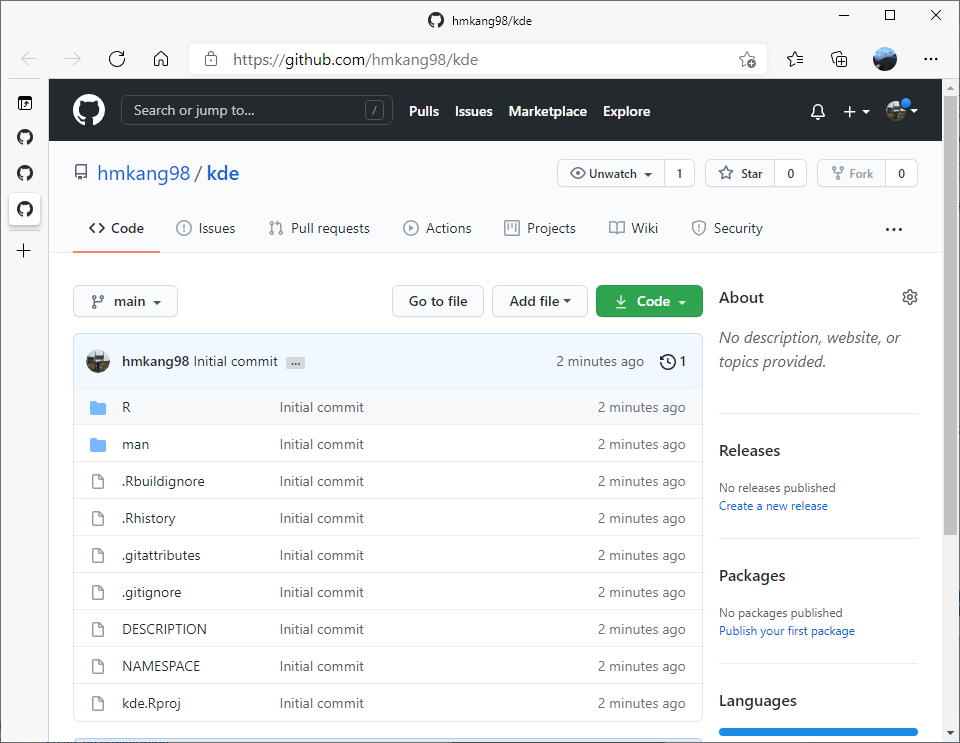 hmkang98/kde
https://github.com/hmkang98/kde
Search or jump to... / Pulls Issues Marketplace Explore
hmkang98 / kde Unwatch 1 Star 0 Fork 0
<> Code Issues Pull requests Actions Projects Wiki Security ...
main Go to file Add file Code
About
No description, website, or
topics provided.
hmkang98 Initial commit ... 2 minutes ago 1
R Initial commit 2 minutes ago
man Initial commit 2 minutes ago
.Rbuildignore Initial commit 2 minutes ago
.Rhistory Initial commit 2 minutes ago
.gitattributes Initial commit 2 minutes ago
.gitignore Initial commit 2 minutes ago
DESCRIPTION Initial commit 2 minutes ago
NAMESPACE Initial commit 2 minutes ago
kde.Rproj Initial commit 2 minutes ago
Releases
No releases published
Create a new release
Packages
No packages published
Publish your first package
Languages